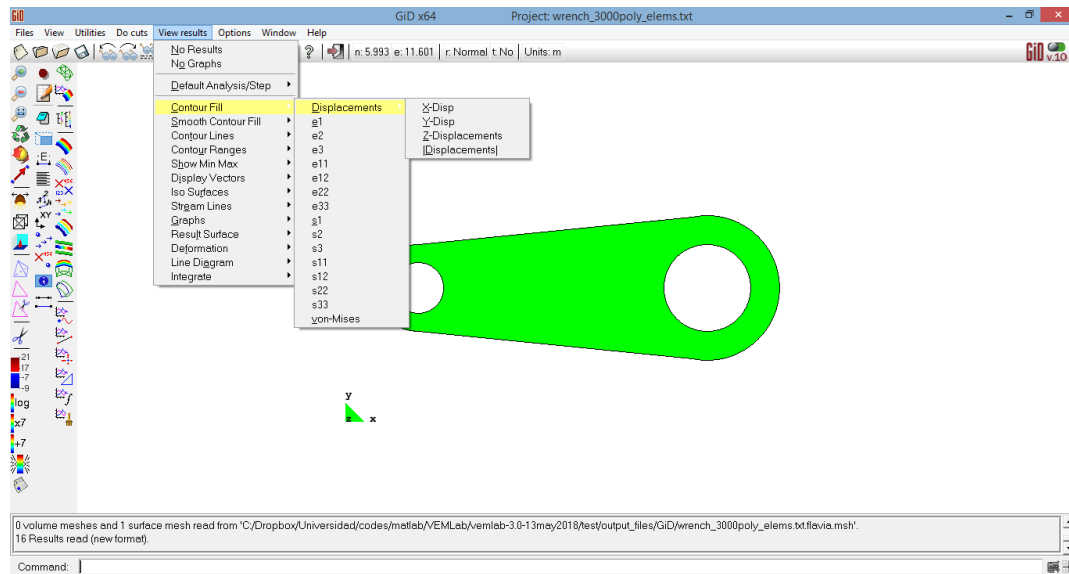 GiD
GiD x64 Project: wrench_3000poly_elems.txt
Files View Utilities Do cuts View results Options Window Help
n: 5.993 e: 11.601 r: Normal t: No Units: m
GiD v.10
No Results
No Graphs
Default Analysis/Step
Contour Fill
Smooth Contour Fill
Contour Lines
Contour Ranges
Show Min Max
Display Vectors
Iso Surfaces
Stream Lines
Graphs
Result Surface
Deformation
Line Diagram
Integrate
Displacements
e1
e2
e3
e11
e12
e22
e33
s1
s2
s3
s11
s12
s22
s33
von-Mises
X-Disp
Y-Disp
Z-Displacements
|Displacements|
:E:
XY
21
17
-7
-9
log
x7
+7
y
z x
0 volume meshes and 1 surface mesh read from 'C:/Dropbox/Universidad/codes/matlab/VEMLab/vemlab-3.0-13may2018/test/output_files/GiD/wrench_3000poly_elems.txt.flavia.msh'.
16 Results read (new format).
Command: